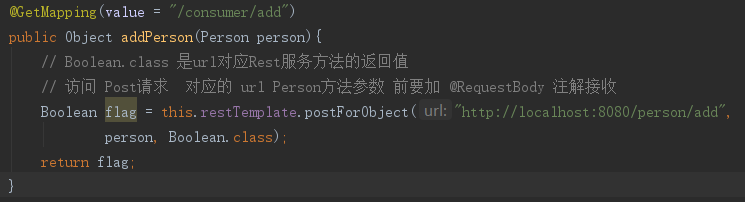 @GetMapping(value = "/consumer/add")
public Object addPerson(Person person){
// Boolean.class 是url对应Rest服务方法的返回值
// 访问 Post请求  对应的 url Person方法参数 前要加 @RequestBody 注解接收
Boolean flag = this.restTemplate.postForObject( url: "http://localhost:8080/person/add",
person, Boolean.class);
return flag;
}